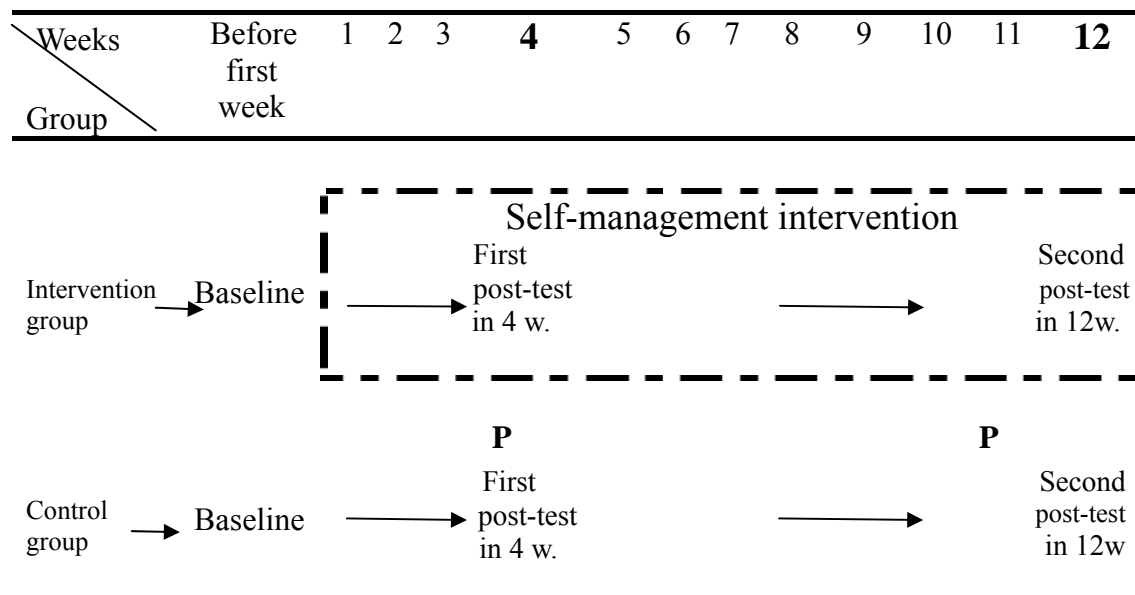 Weeks Before first week 1 2 3 4 5 6 7 8 9 10 11 12
Group
Self-management intervention
Intervention group
Baseline
First
post-test
in 4 w.
Second
post-test
in 12w.
P P
Control group
Baseline
First
post-test
in 4 w.
Second
post-test
in 12w